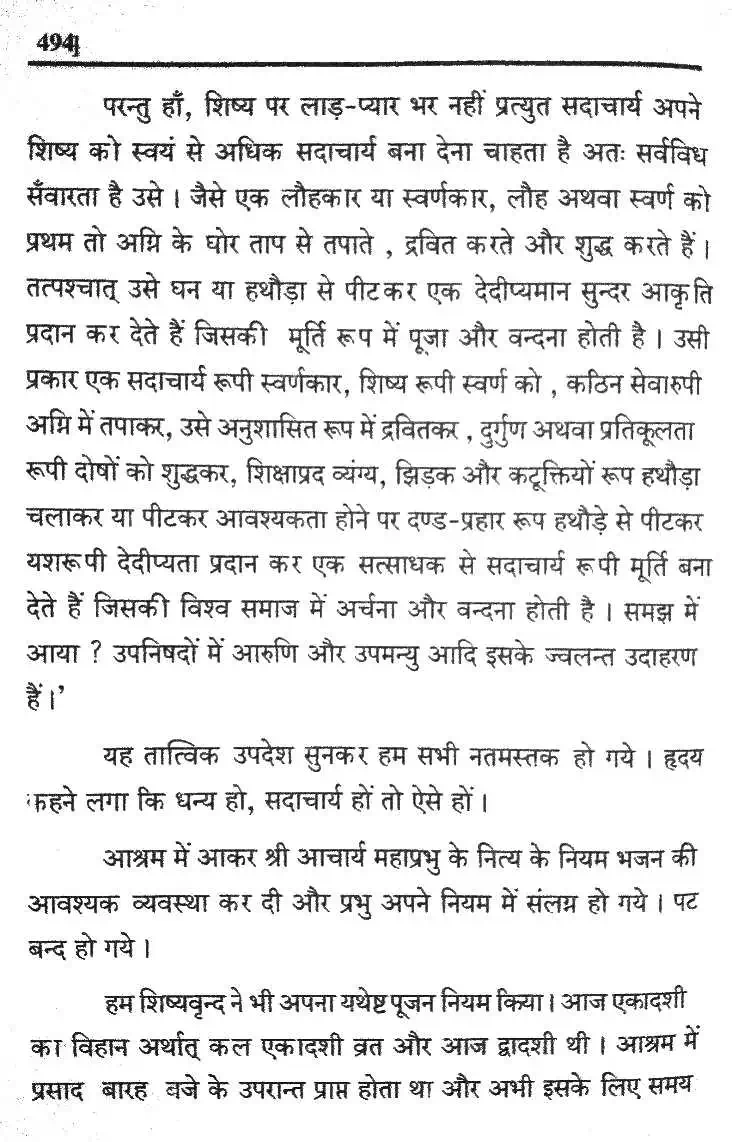 494]
परन्तु हाँ, शिष्य पर लाड़-प्यार भर नहीं प्रत्युत सदाचार्य अपने
शिष्य को स्वयं से अधिक सदाचार्य बना देना चाहता है अतः सर्वविध
सँवारता है उसे । जैसे एक लौहकार या स्वर्णकार, लौह अथवा स्वर्ण को
प्रथम तो अग्नि के घोर ताप से तपाते , द्रवित करते और शुद्ध करते हैं ।
तत्पश्चात् उसे घन या हथौड़ा से पीटकर एक देदीप्यमान सुन्दर आकृति
प्रदान कर देते हैं जिसकी मूर्ति रूप में पूजा और वन्दना होती है । उसी
प्रकार एक सदाचार्य रूपी स्वर्णकार, शिष्य रूपी स्वर्ण को , कठिन सेवारुपी
अग्नि में तपाकर, उसे अनुशासित रूप में द्रवितकर , दुर्गुण अथवा प्रतिकूलता
रूपी दोषों को शुद्धकर, शिक्षाप्रद व्यंग्य, झिड़क और कटूक्तियों रूप हथौड़ा
चलाकर या पीटकर आवश्यकता होने पर दण्ड-प्रहार रूप हथौड़े से पीटकर
यशरूपी देदीप्यता प्रदान कर एक सत्साधक से सदाचार्य रूपी मूर्ति बना
देते हैं जिसकी विश्व समाज में अर्चना और वन्दना होती है । समझ में
आया ? उपनिषदों में आरुणि और उपमन्यु आदि इसके ज्वलन्त उदाहरण
हैं ।'
यह तात्विक उपदेश सुनकर हम सभी नतमस्तक हो गये । हृदय
कहने लगा कि धन्य हो, सदाचार्य हों तो ऐसे हों ।
आश्रम में आकर श्री आचार्य महाप्रभु के नित्य के नियम भजन की
आवश्यक व्यवस्था कर दी और प्रभु अपने नियम में संलग्न हो गये । पट
बन्द हो गये ।
हम शिष्यवृन्द ने भी अपना यथेष्ट पूजन नियम किया । आज एकादशी
का विहान अर्थात् कल एकादशी व्रत और आज द्वादशी थी । आश्रम में
प्रसाद बारह बजे के उपरान्त प्राप्त होता था और अभी इसके लिए समय